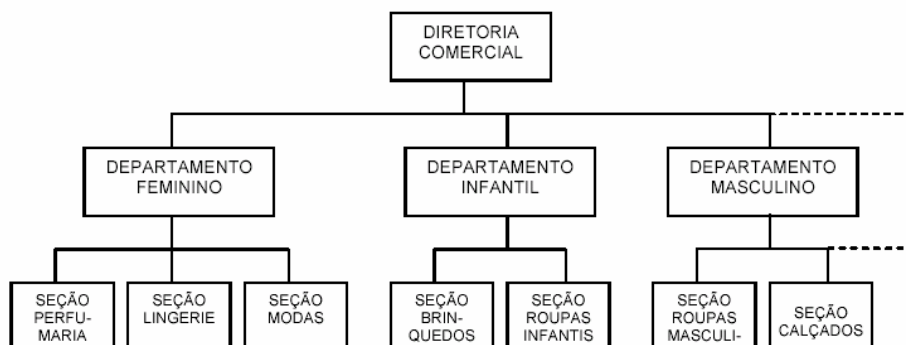 DIRETORIA
COMERCIAL
DEPARTAMENTO
FEMININO
DEPARTAMENTO
INFANTIL
DEPARTAMENTO
MASCULINO
SEÇÃO
PERFU-
MARIA
SEÇÃO
LINGERIE
SEÇÃO
MODAS
SEÇÃO
BRIN-
QUEDOS
SEÇÃO
ROUPAS
INFANTIS
SEÇÃO
ROUPAS
MASCULI-
SEÇÃO
CALÇADOS